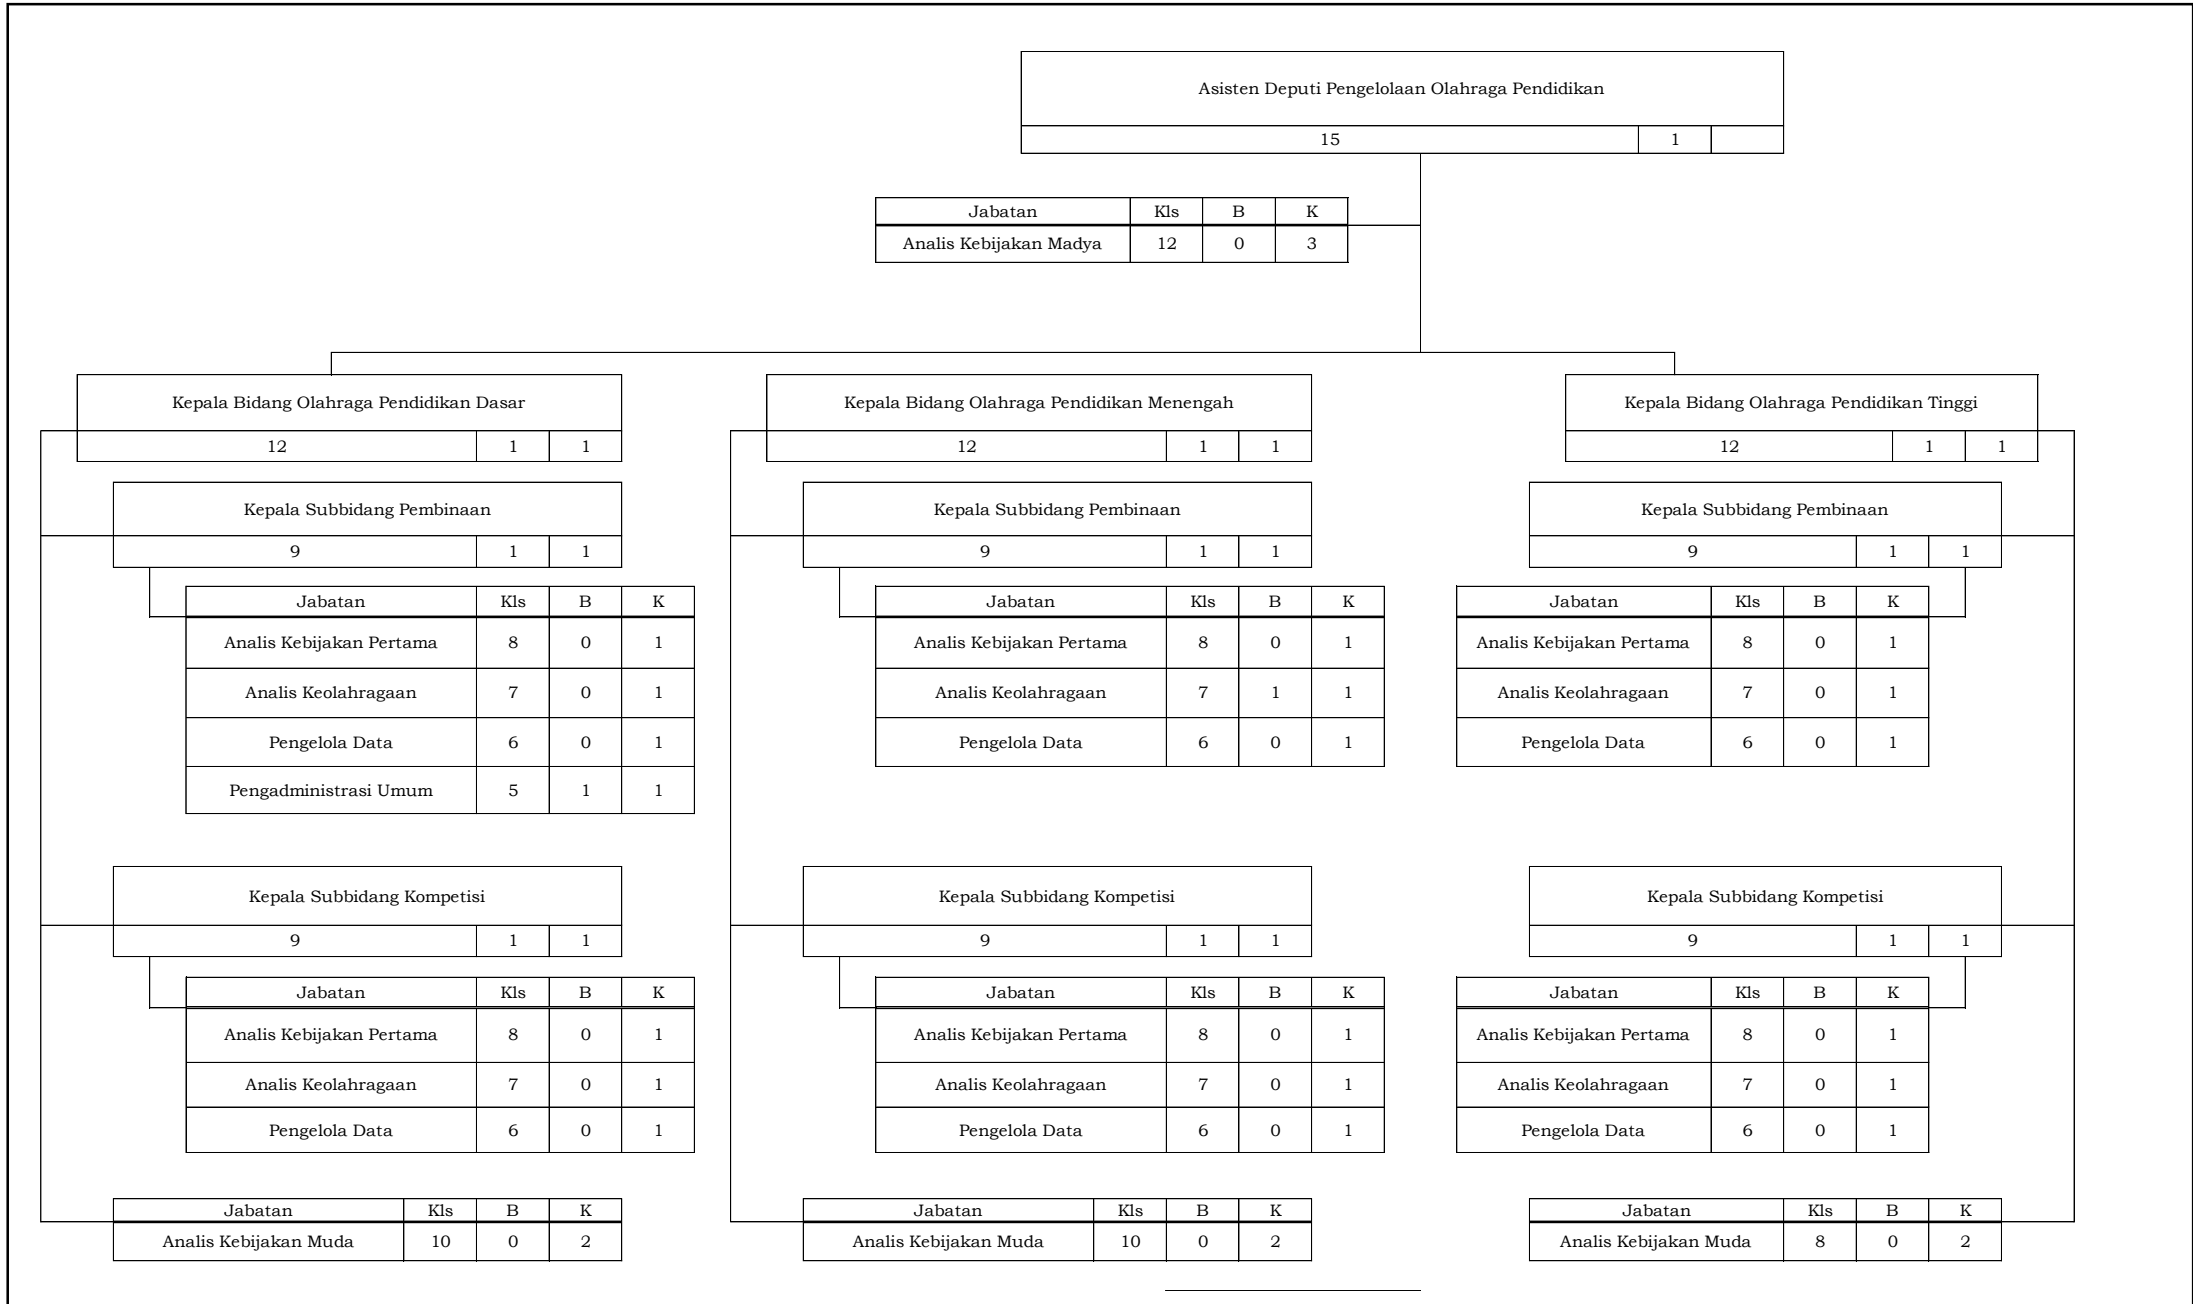 Asisten Deputi Pengelolaan Olahraga Pendidikan
15 1
Jabatan Kls B K
Analis Kebijakan Madya 12 0 3
Kepala Bidang Olahraga Pendidikan Dasar
12 1 1
Kepala Subbidang Pembinaan
9 1 1
Jabatan Kls B K
Analis Kebijakan Pertama 8 0 1
Analis Keolahragaan 7 0 1
Pengelola Data 6 0 1
Pengadministrasi Umum 5 1 1
Kepala Subbidang Kompetisi
9 1 1
Jabatan Kls B K
Analis Kebijakan Pertama 8 0 1
Analis Keolahragaan 7 0 1
Pengelola Data 6 0 1
Jabatan Kls B K
Analis Kebijakan Muda 10 0 2
Kepala Bidang Olahraga Pendidikan Menengah
12 1 1
Kepala Subbidang Pembinaan
9 1 1
Jabatan Kls B K
Analis Kebijakan Pertama 8 0 1
Analis Keolahragaan 7 1 1
Pengelola Data 6 0 1
Kepala Subbidang Kompetisi
9 1 1
Jabatan Kls B K
Analis Kebijakan Pertama 8 0 1
Analis Keolahragaan 7 0 1
Pengelola Data 6 0 1
Jabatan Kls B K
Analis Kebijakan Muda 10 0 2
Kepala Bidang Olahraga Pendidikan Tinggi
12 1 1
Kepala Subbidang Pembinaan
9 1 1
Jabatan Kls B K
Analis Kebijakan Pertama 8 0 1
Analis Keolahragaan 7 0 1
Pengelola Data 6 0 1
Kepala Subbidang Kompetisi
9 1 1
Jabatan Kls B K
Analis Kebijakan Pertama 8 0 1
Analis Keolahragaan 7 0 1
Pengelola Data 6 0 1
Jabatan Kls B K
Analis Kebijakan Muda 8 0 2